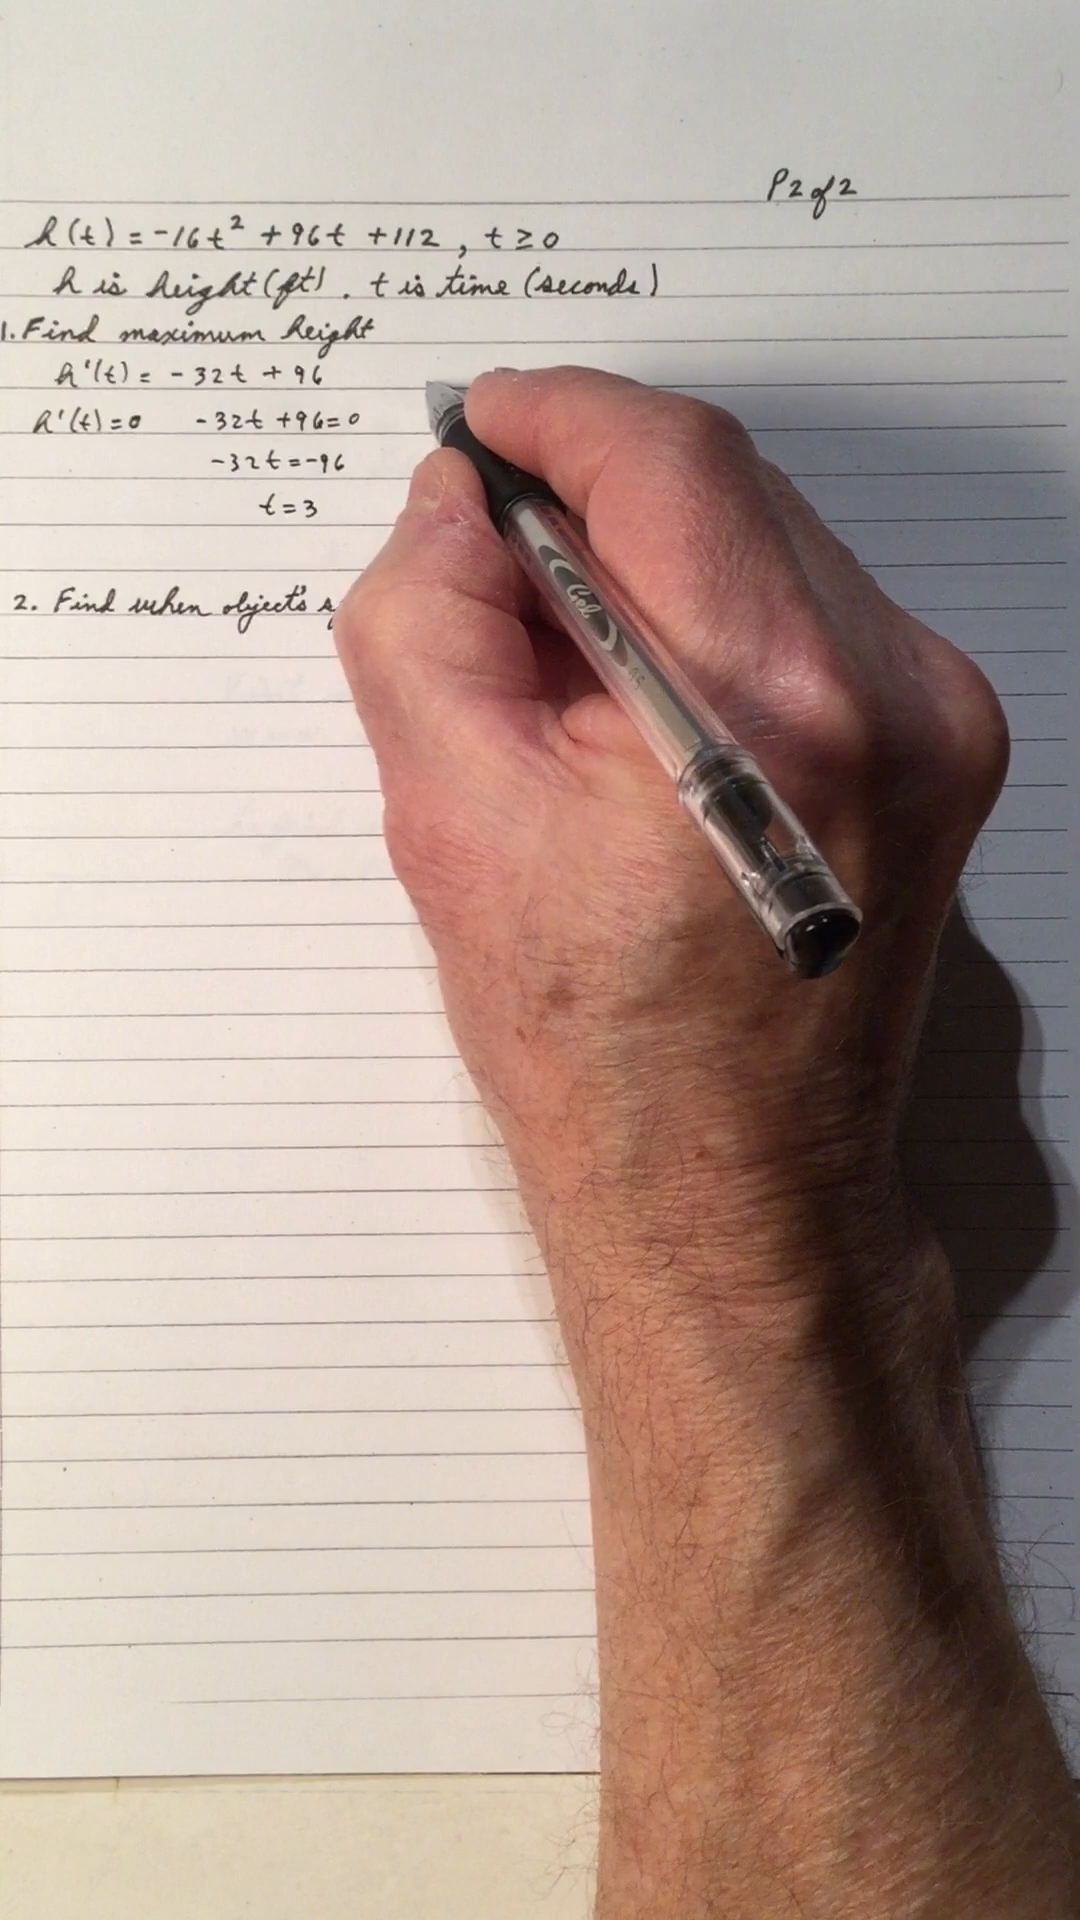 P2 of 2
h(t) = -16t² + 96t + 112, t ≥ 0
h is height (ft). t is time (seconds)
1. Find maximum height
h'(t) = -32t + 96
h'(t) = 0 -32t + 96 = 0
-32t = -96
t = 3
2. Find when object's
Gel